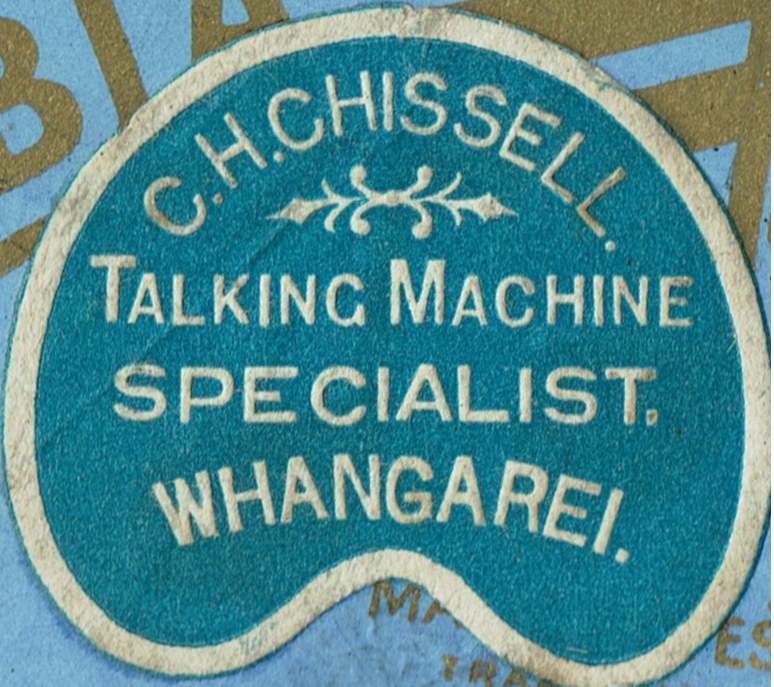 C.H.CHISSELL.
TALKING MACHINE
SPECIALIST.
WHANGAREI.